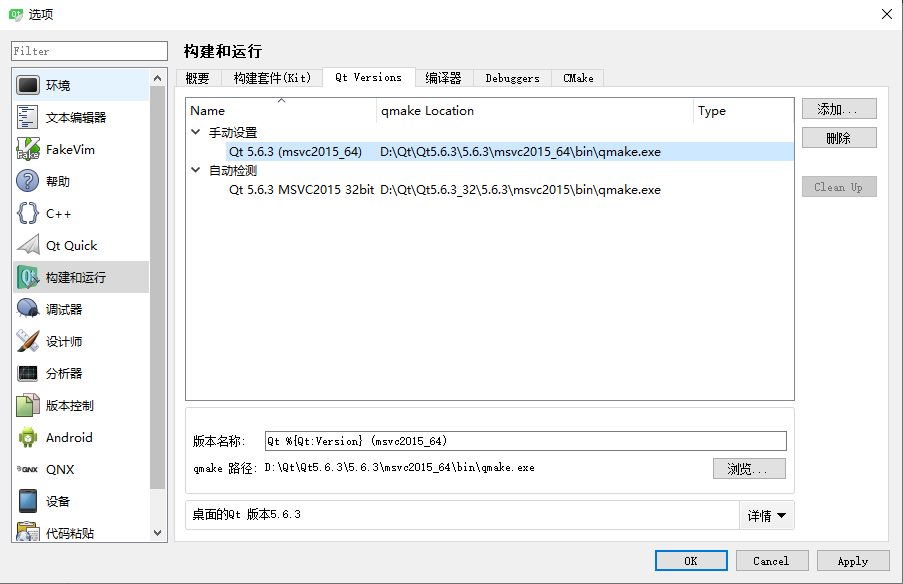 选项
Filter
环境
文本编辑器
FakeVim
帮助
C++
Qt Quick
构建和运行
调试器
设计师
分析器
版本控制
Android
QNX
设备
代码粘贴
构建和运行
概要 构建套件(Kit) Qt Versions 编译器 Debuggers CMake
Name qmake Location Type
手动设置
Qt 5.6.3 (msvc2015_64) D:\Qt\Qt5.6.3\5.6.3\msvc2015_64\bin\qmake.exe
自动检测
Qt 5.6.3 MSVC2015 32bit D:\Qt\Qt5.6.3_32\5.6.3\msvc2015\bin\qmake.exe
添加...
删除
Clean Up
版本名称: Qt %{Qt:Version} (msvc2015_64)
qmake 路径: D:\Qt\Qt5.6.3\5.6.3\msvc2015_64\bin\qmake.exe
浏览...
桌面的Qt 版本5.6.3
详情
OK Cancel Apply